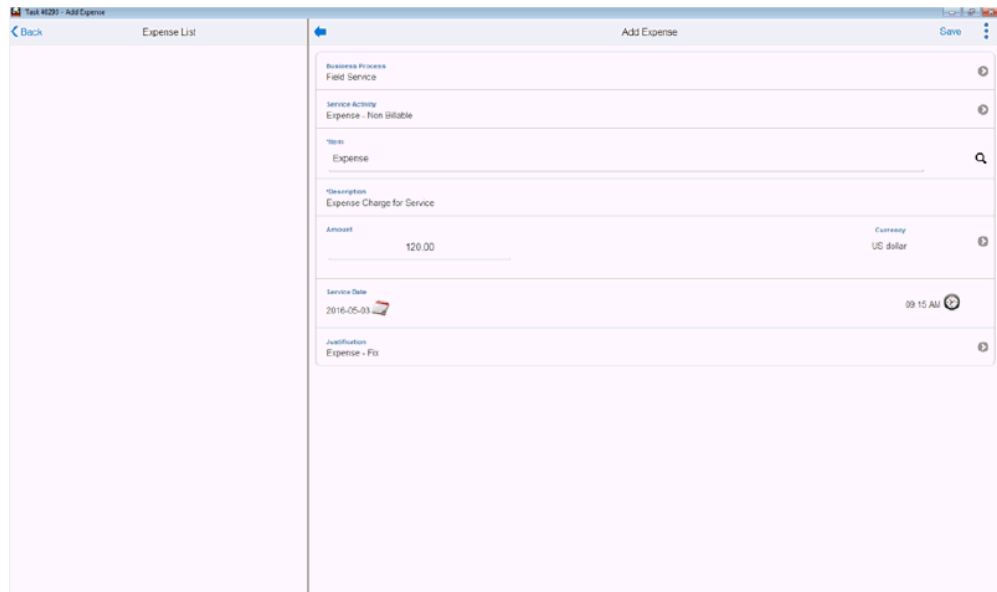 Task 40293 - Add Expense
Back
Expense List
Add Expense
Save
Business Process
Field Service
Service Activity
Expense - Non Billable
*Item
Expense
*Description
Expense Charge for Service
Amount
Currency
120.00
US dollar
Service Date
2016-05-03
09:15 AM
Justification
Expense - Fix